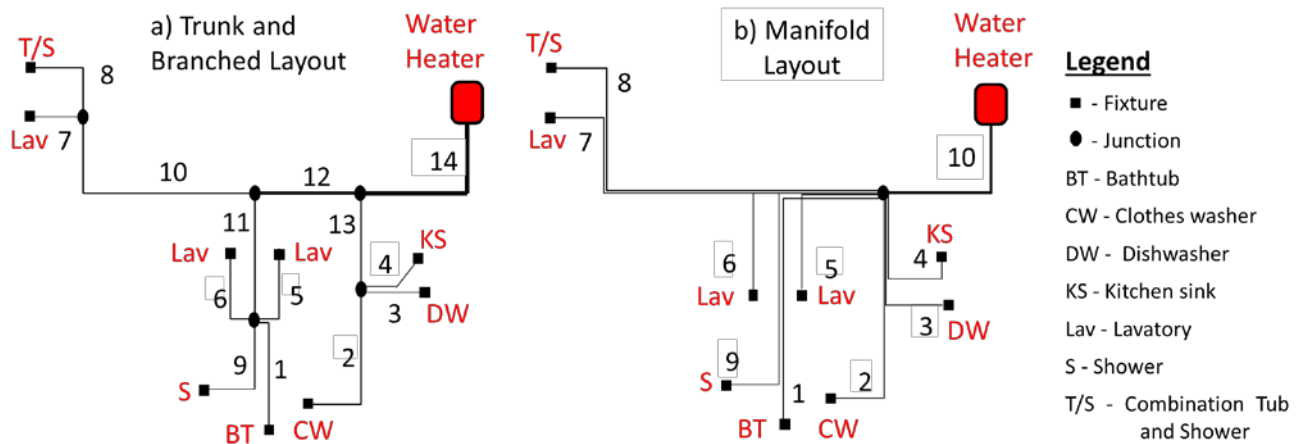 a) Trunk and
Branched Layout
Water
Heater
T/S
8
Lav
7
14
10
12
11
13
Lav
Lav
KS
4
6
5
3
DW
9
1
2
S
BT
CW
b) Manifold
Layout
Water
Heater
T/S
8
Lav
7
10
KS
6
5
4
Lav
Lav
3
DW
9
S
1
2
BT
CW
Legend
- Fixture
- Junction
BT - Bathtub
CW - Clothes washer
DW - Dishwasher
KS - Kitchen sink
Lav - Lavatory
S - Shower
T/S - Combination Tub
and Shower